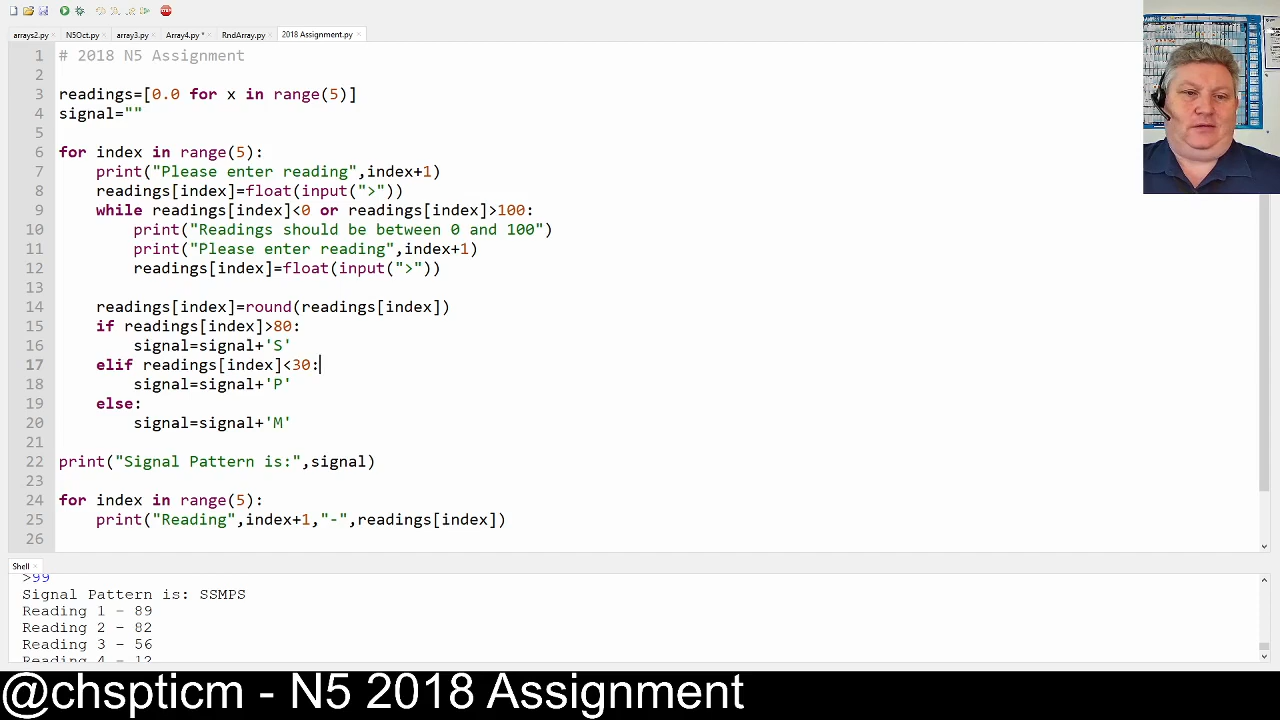 arrays2.py N5Oct.py array3.py Array4.py * RndArray.py 2018 Assignment.py
1 # 2018 N5 Assignment
2
3 readings=[0.0 for x in range(5)]
4 signal=""
5
6 for index in range(5):
7 print("Please enter reading",index+1)
8 readings[index]=float(input(">"))
9 while readings[index]<0 or readings[index]>100:
10 print("Readings should be between 0 and 100")
11 print("Please enter reading",index+1)
12 readings[index]=float(input(">"))
13
14 readings[index]=round(readings[index])
15 if readings[index]>80:
16 signal=signal+'S'
17 elif readings[index]<30:
18 signal=signal+'P'
19 else:
20 signal=signal+'M'
21
22 print("Signal Pattern is:",signal)
23
24 for index in range(5):
25 print("Reading",index+1,"-",readings[index])
26
Shell
>99
Signal Pattern is: SSMPS
Reading 1 - 89
Reading 2 - 82
Reading 3 - 56
Reading 4 - 12
@chspticm - N5 2018 Assignment